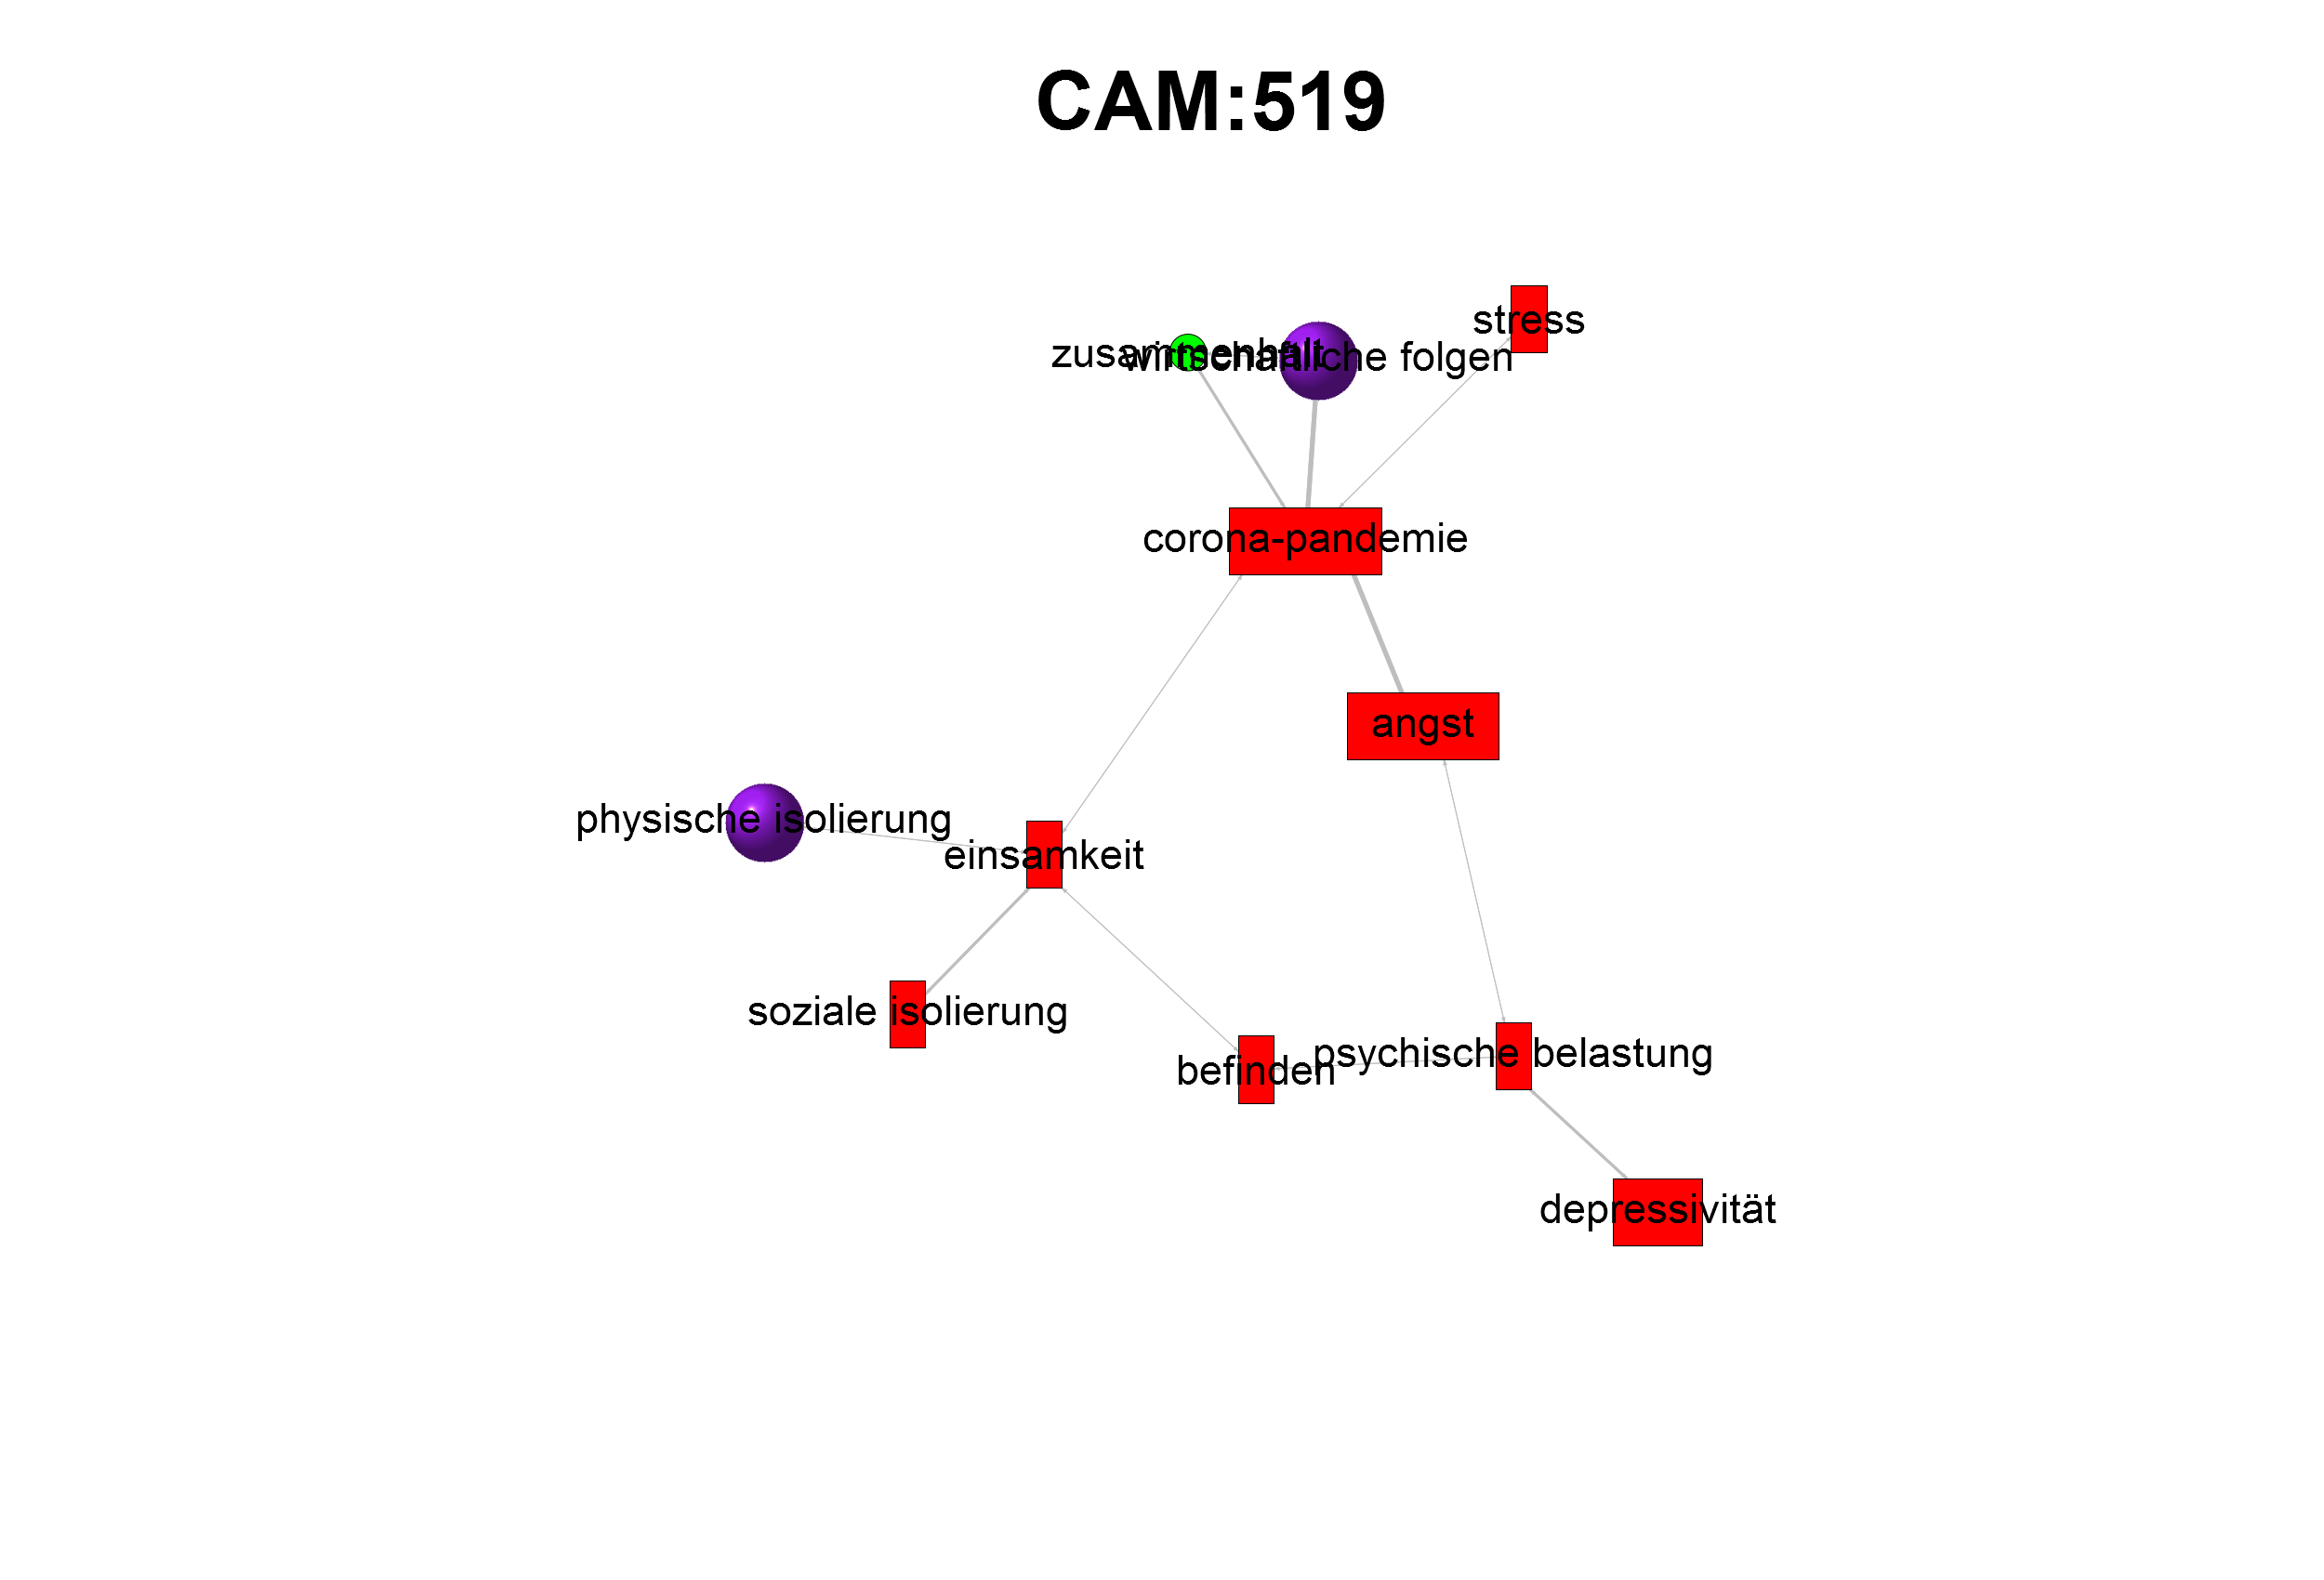 CAM:519
stress
zusammenhalt
wirtschaftliche folgen
corona-pandemie
angst
physische isolierung
einsamkeit
soziale isolierung
psychische belastung
befinden
depressivität